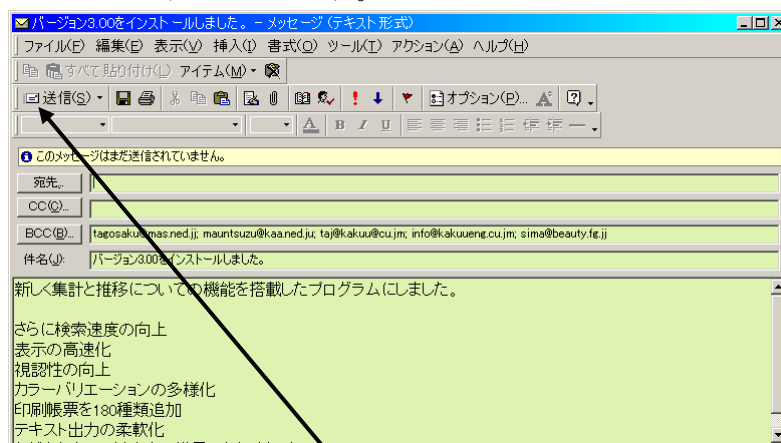 バージョン3.00をインストールしました。 - メッセージ (テキスト形式)
ファイル(F) 編集(E) 表示(V) 挿入(I) 書式(O) ツール(T) アクション(A) ヘルプ(H)
すべて貼り付け(L) アイテム(M)
送信(S) オプション(P)...
A B I U
このメッセージはまだ送信されていません。
宛先...
CC(C)...
BCC(B)... tagosaku@mas.ned.jj; mauntsuzu@kaa.ned.ju; taj@kakuu@cu.jm; info@kakuueng.cu.jm; sima@beauty.fg.jj
件名(J): バージョン3.00をインストールしました。
新しく集計と推移についての機能を搭載したプログラムにしました。
さらに検索速度の向上
表示の高速化
視認性の向上
カラーバリエーションの多様化
印刷帳票を180種類追加
テキスト出力の柔軟化